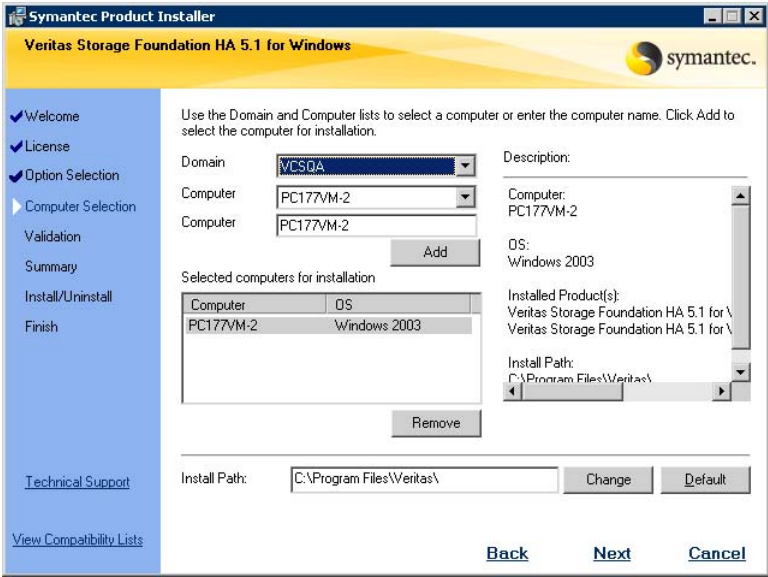 Symantec Product Installer
Veritas Storage Foundation HA 5.1 for Windows
symantec.
Welcome
License
Option Selection
Computer Selection
Validation
Summary
Install/Uninstall
Finish
Technical Support
View Compatibility Lists
Use the Domain and Computer lists to select a computer or enter the computer name. Click Add to
select the computer for installation.
Domain VCSQA
Computer PC177VM-2
Computer PC177VM-2
Add
Selected computers for installation
Computer OS
PC177VM-2 Windows 2003
Remove
Description:
Computer:
PC177VM-2
OS:
Windows 2003
Installed Product(s):
Veritas Storage Foundation HA 5.1 for \
Veritas Storage Foundation HA 5.1 for \
Install Path:
C:\Program Files\Veritas\
Install Path: C:\Program Files\Veritas\ Change Default
Back Next Cancel